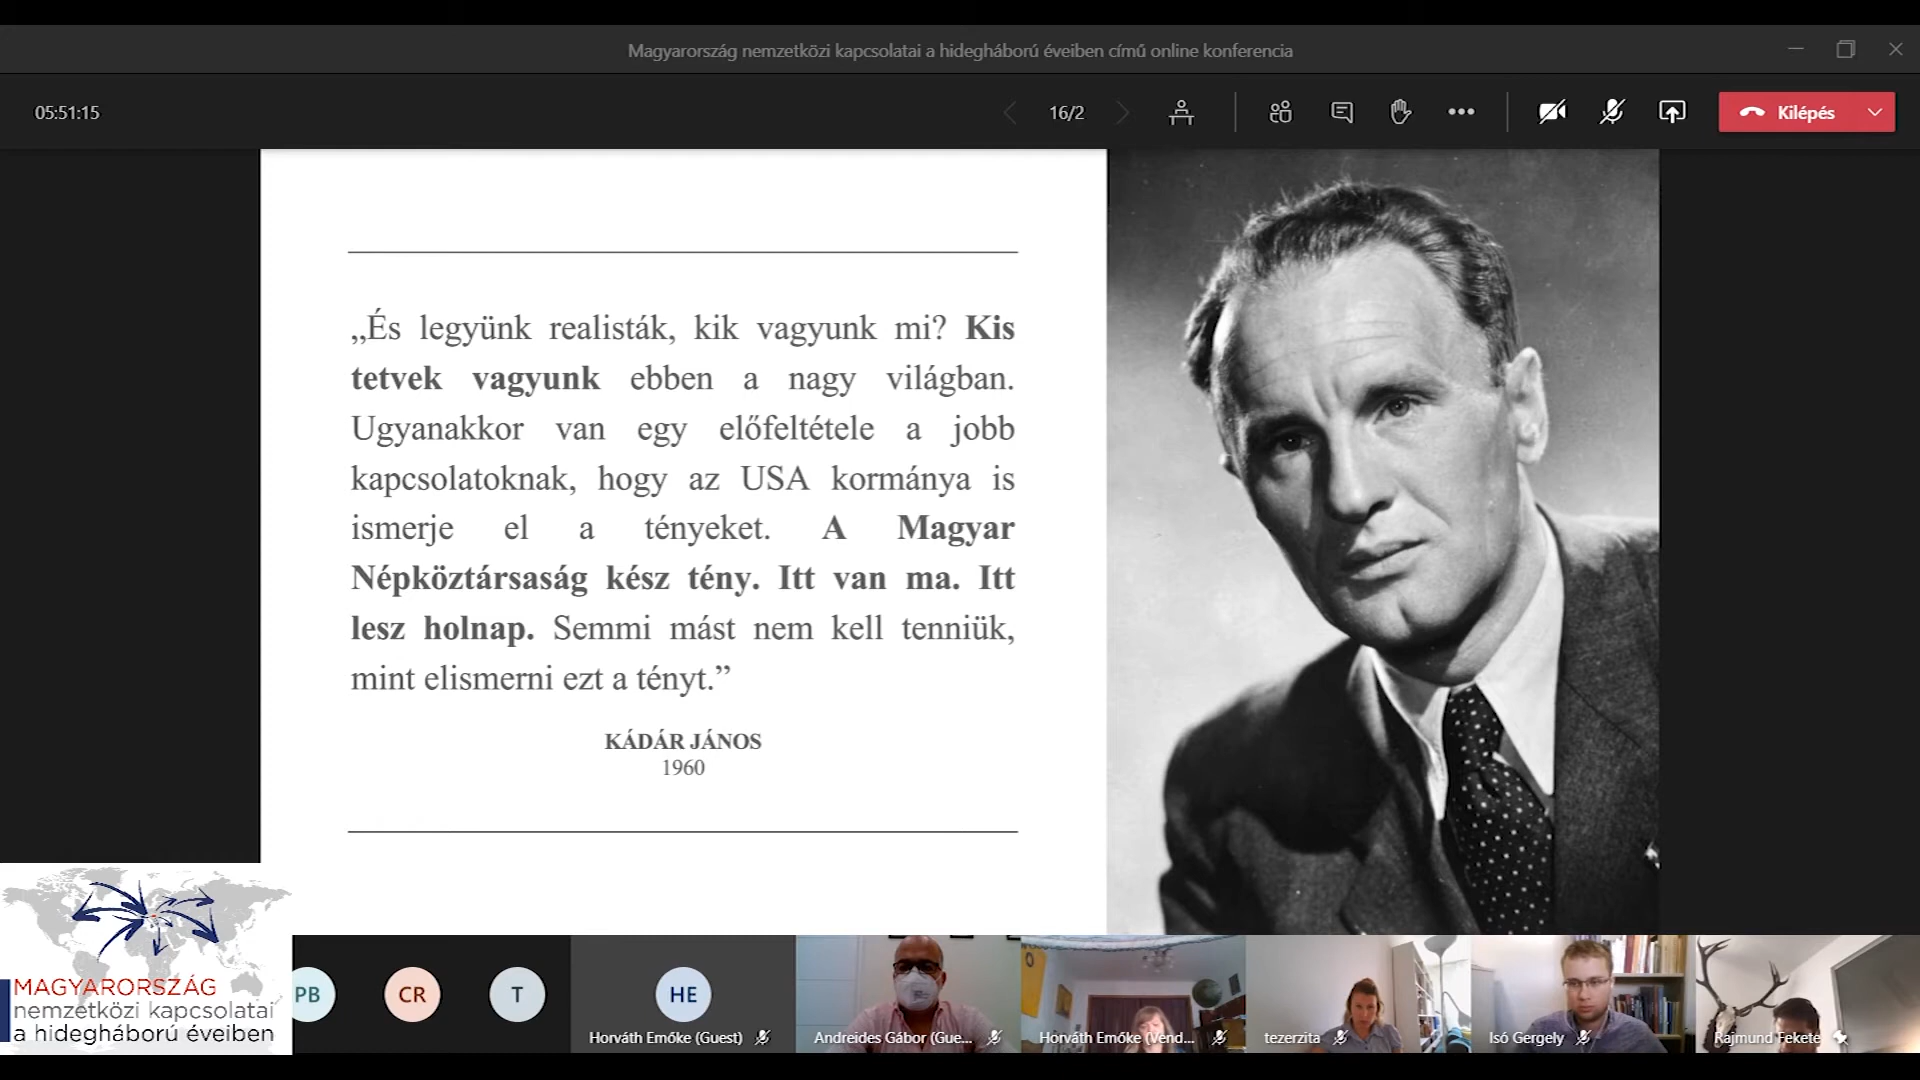 Magyarország nemzetközi kapcsolatai a hidegháború éveiben című online konferencia
05:51:15
16/2
Kilépés
„És legyünk realisták, kik vagyunk mi? Kis
tetvek vagyunk ebben a nagy világban.
Ugyanakkor van egy előfeltétele a jobb
kapcsolatoknak, hogy az USA kormánya is
ismerje el a tényeket. A Magyar
Népköztársaság kész tény. Itt van ma. Itt
lesz holnap. Semmi mást nem kell tenniük,
mint elismerni ezt a tényt.”
KÁDÁR JÁNOS
1960
MAGYARORSZÁG
nemzetközi kapcsolatai
a hidegháború éveiben
PB
CR
T
HE
Horváth Emőke (Guest)
Andreides Gábor (Gue...
Horváth Emőke (Vend...
tezerzita
Isó Gergely
Rajmund Fekete